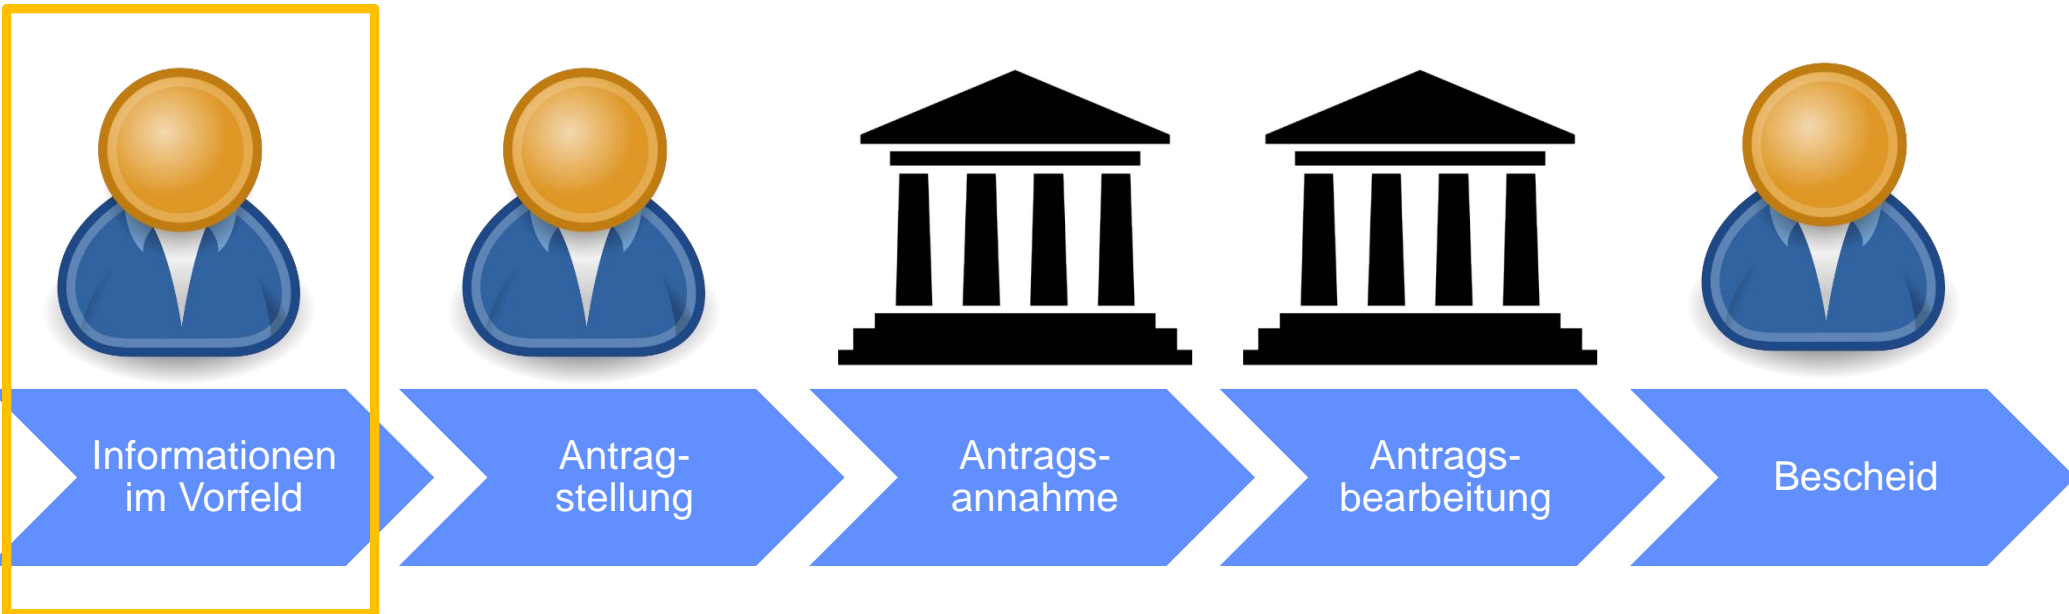 Informationen
im Vorfeld
Antrag-
stellung
Antrags-
annahme
Antrags-
bearbeitung
Bescheid